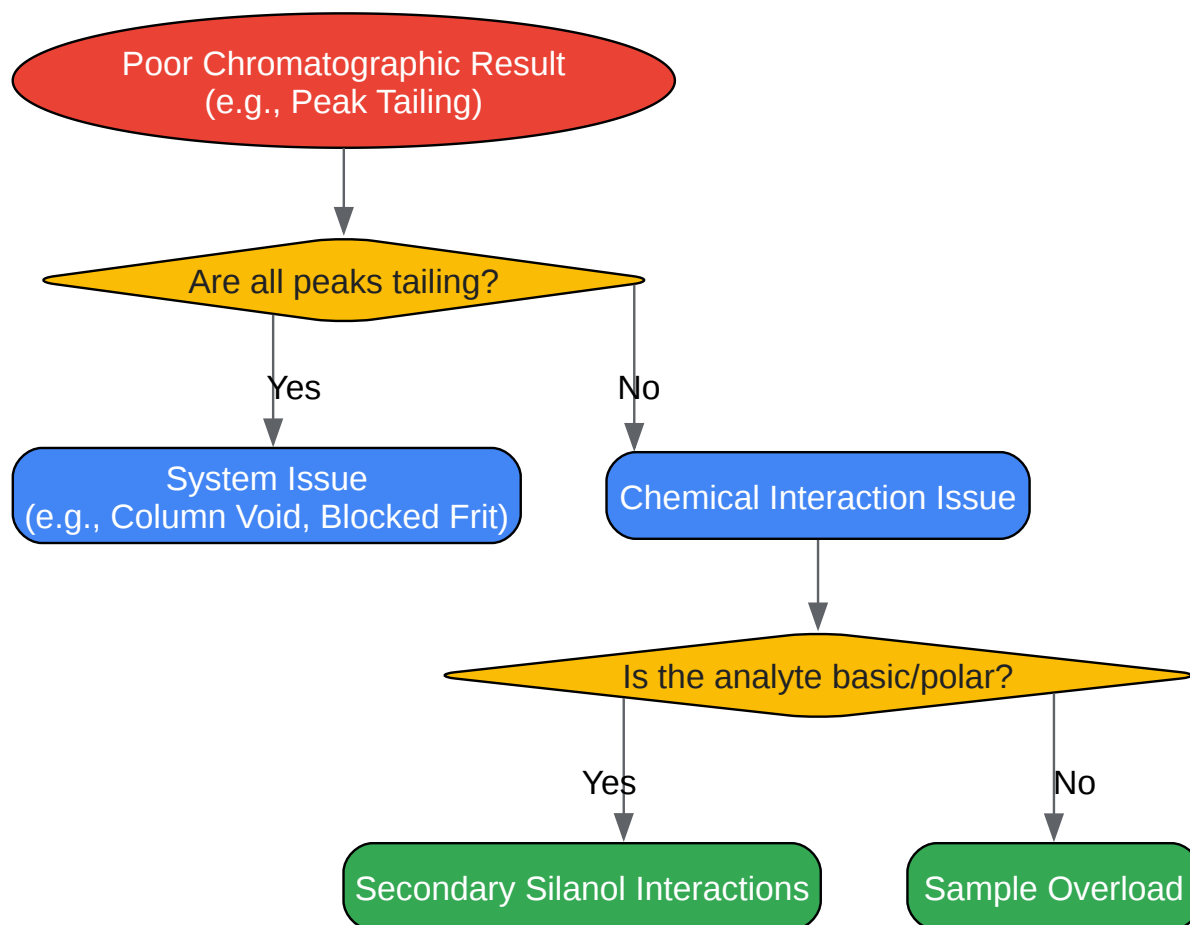 Poor Chromatographic Result
(e.g., Peak Tailing)
Are all peaks tailing?
Yes
No
System Issue
(e.g., Column Void, Blocked Frit)
Chemical Interaction Issue
Is the analyte basic/polar?
Yes
No
Secondary Silanol Interactions
Sample Overload